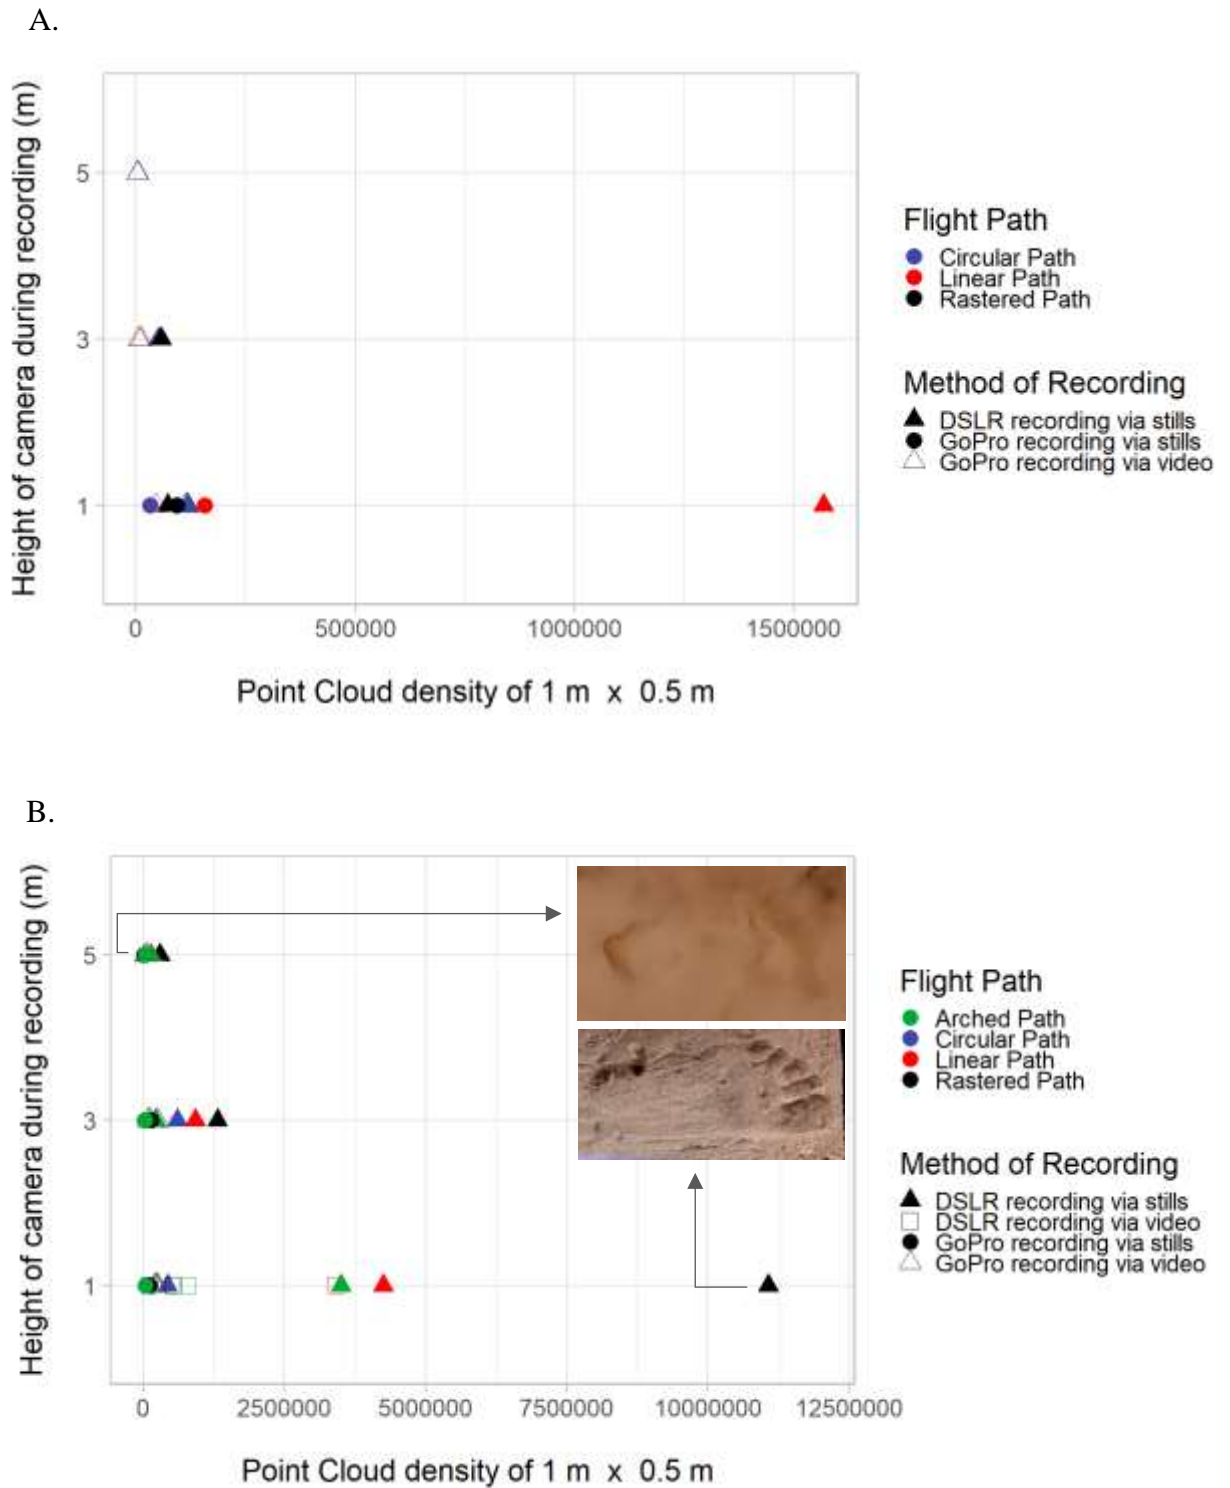 A.
Height of camera during recording (m)
5
3
1
0 500000 1000000 1500000
Point Cloud density of 1 m x 0.5 m
Flight Path
Circular Path
Linear Path
Rastered Path
Method of Recording
DSLR recording via stills
GoPro recording via stills
GoPro recording via video
B.
Height of camera during recording (m)
5
3
1
0 2500000 5000000 7500000 10000000 12500000
Point Cloud density of 1 m x 0.5 m
Flight Path
Arched Path
Circular Path
Linear Path
Rastered Path
Method of Recording
DSLR recording via stills
DSLR recording via video
GoPro recording via stills
GoPro recording via video